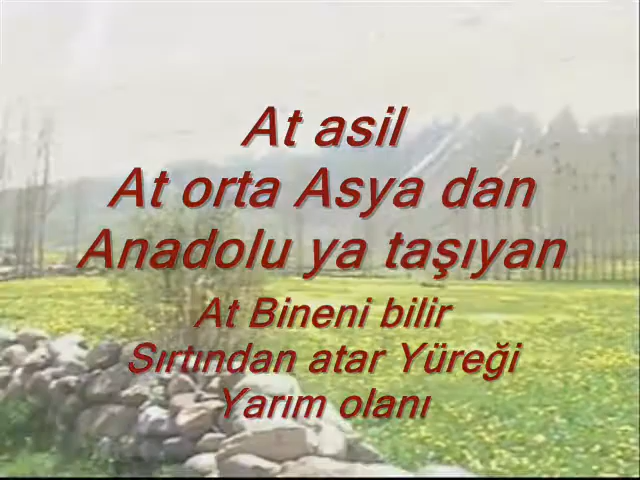 At asil
At orta Asya dan
Anadolu ya taşıyan
At Bineni bilir
Sırtından atar Yüreği
Yarım olanı